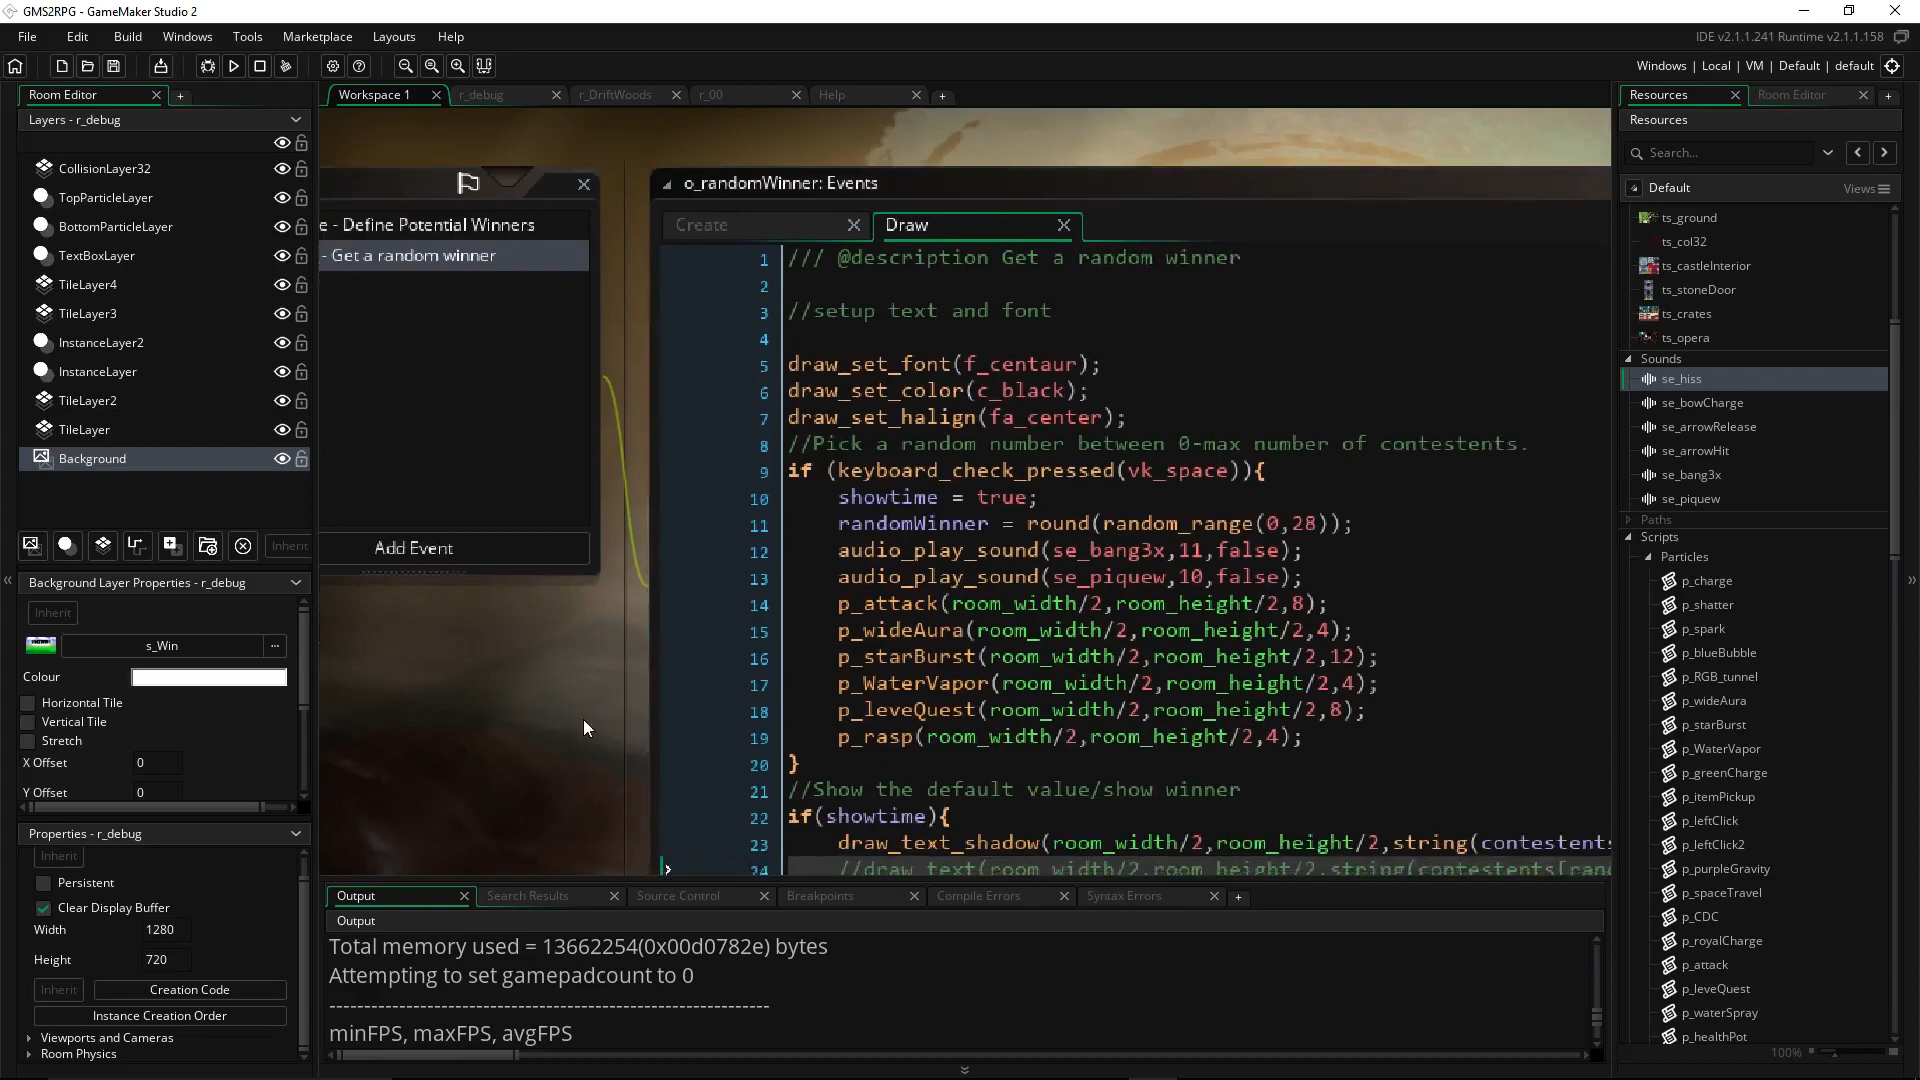 GMS2RPG - GameMaker Studio 2
File Edit Build Windows Tools Marketplace Layouts Help
IDE v2.1.1.241 Runtime v2.1.1.158
Windows | Local | VM | Default | default
Room Editor
Layers - r_debug
CollisionLayer32
TopParticleLayer
BottomParticleLayer
TextBoxLayer
TileLayer4
TileLayer3
InstanceLayer2
InstanceLayer
TileLayer2
TileLayer
Background
Inherit
Background Layer Properties - r_debug
Inherit
s_Win
...
Colour
Horizontal Tile
Vertical Tile
Stretch
X Offset 0
Y Offset 0
Properties - r_debug
Inherit
Persistent
Clear Display Buffer
Width 1280
Height 720
Inherit Creation Code
Instance Creation Order
Viewports and Cameras
Room Physics
Workspace 1 r_debug r_DriftWoods r_00 Help
e - Define Potential Winners
- Get a random winner
Add Event
o_randomWinner: Events
Create Draw
1 /// @description Get a random winner
2
3 //setup text and font
4
5 draw_set_font(f_centaur);
6 draw_set_color(c_black);
7 draw_set_halign(fa_center);
8 //Pick a random number between 0-max number of contestents.
9 if (keyboard_check_pressed(vk_space)){
10 showtime = true;
11 randomWinner = round(random_range(0,28));
12 audio_play_sound(se_bang3x,11,false);
13 audio_play_sound(se_piquew,10,false);
14 p_attack(room_width/2,room_height/2,8);
15 p_wideAura(room_width/2,room_height/2,4);
16 p_starBurst(room_width/2,room_height/2,12);
17 p_WaterVapor(room_width/2,room_height/2,4);
18 p_leveQuest(room_width/2,room_height/2,8);
19 p_rasp(room_width/2,room_height/2,4);
20 }
21 //Show the default value/show winner
22 if(showtime){
23 draw_text_shadow(room_width/2,room_height/2,string(contestents
24 //draw_text(room_width/2,room_height/2,string(contestents[ran
Output Search Results Source Control Breakpoints Compile Errors Syntax Errors
Output
Total memory used = 13662254(0x00d0782e) bytes
Attempting to set gamepadcount to 0
----------------------------------------------------------------
minFPS, maxFPS, avgFPS
Resources Room Editor
Resources
Search...
Default Views
ts_ground
ts_col32
ts_castleInterior
ts_stoneDoor
ts_crates
ts_opera
Sounds
se_hiss
se_bowCharge
se_arrowRelease
se_arrowHit
se_bang3x
se_piquew
Paths
Scripts
Particles
p_charge
p_shatter
p_spark
p_blueBubble
p_RGB_tunnel
p_wideAura
p_starBurst
p_WaterVapor
p_greenCharge
p_itemPickup
p_leftClick
p_leftClick2
p_purpleGravity
p_spaceTravel
p_CDC
p_royalCharge
p_attack
p_leveQuest
p_waterSpray
p_healthPot
100%